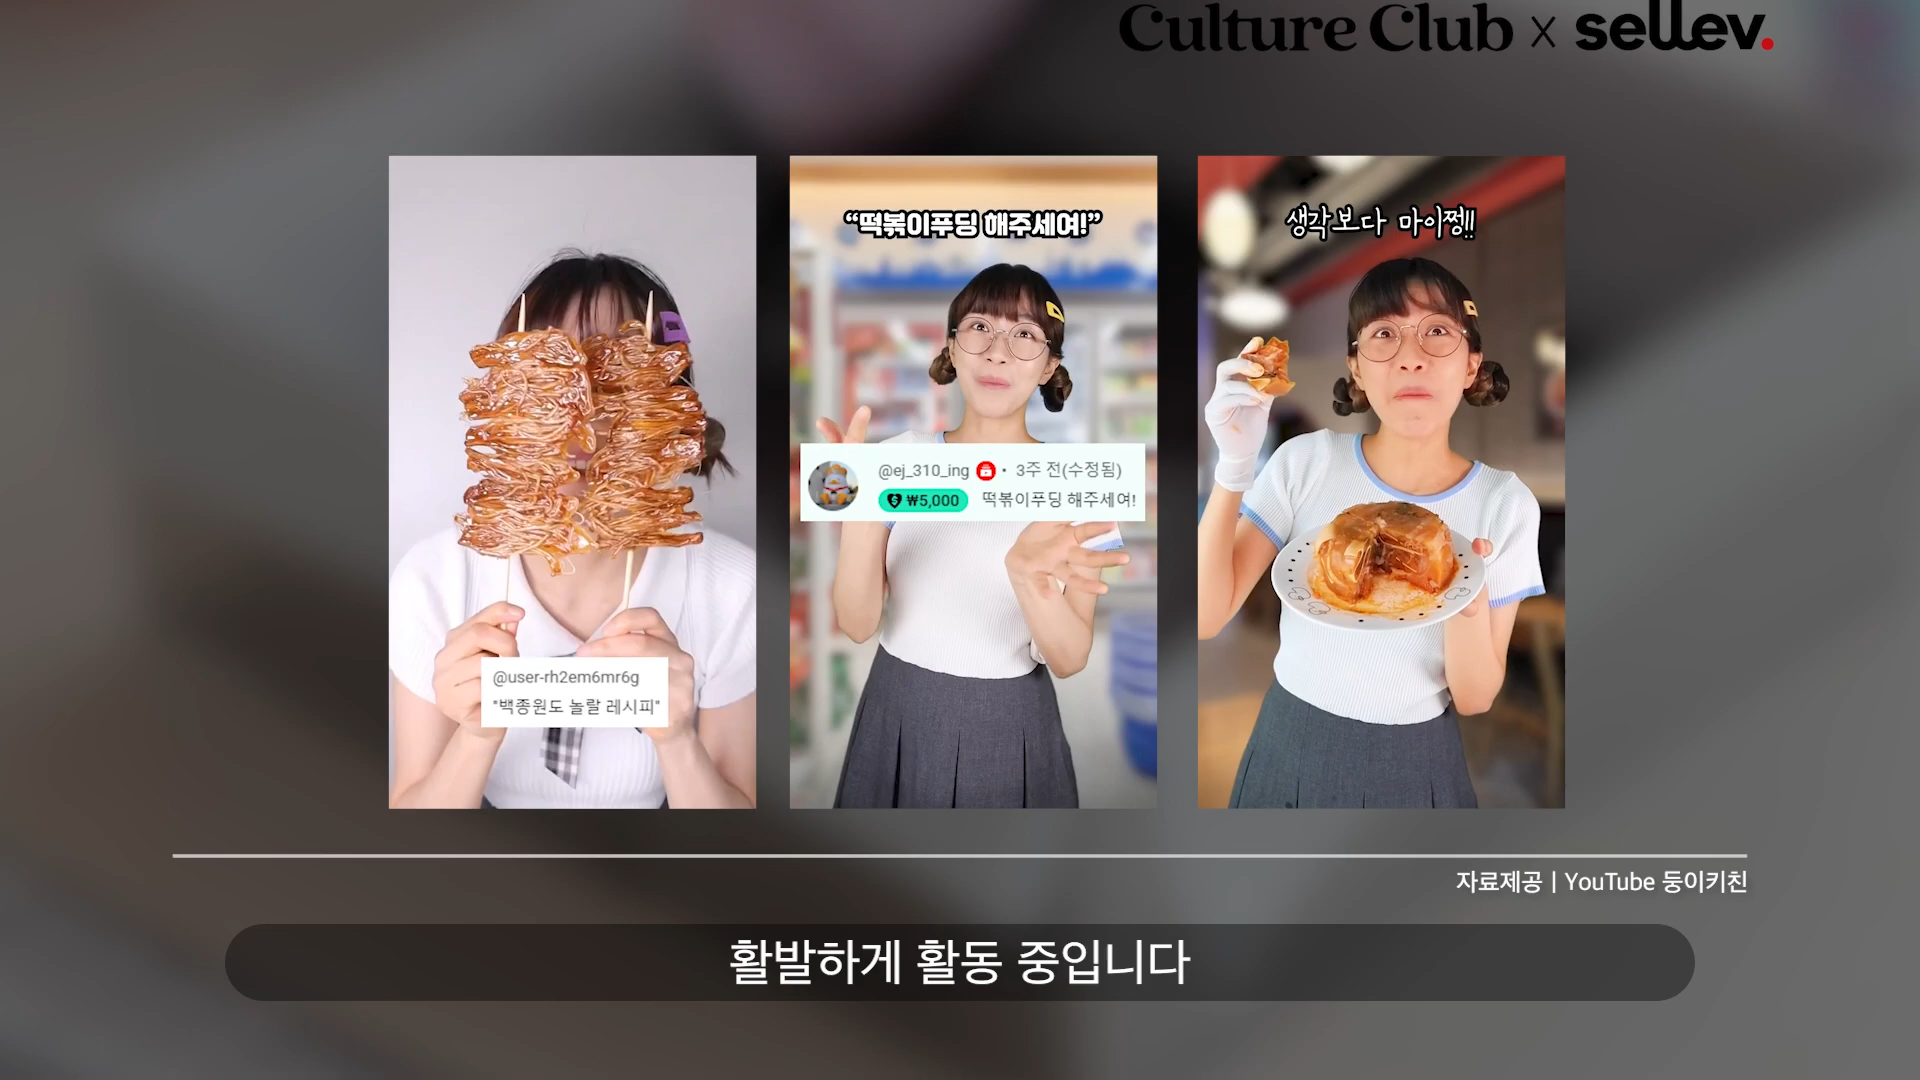 Culture Club x sellev.
“떡볶이푸딩 해주세여!”
생각보다 마이쩡!!
@ej_310_ing • 3주 전(수정됨)
₩5,000 떡볶이푸딩 해주세여!
@user-rh2em6mr6g
"백종원도 놀랄 레시피"
자료제공 | YouTube 둥이키친
활발하게 활동 중입니다